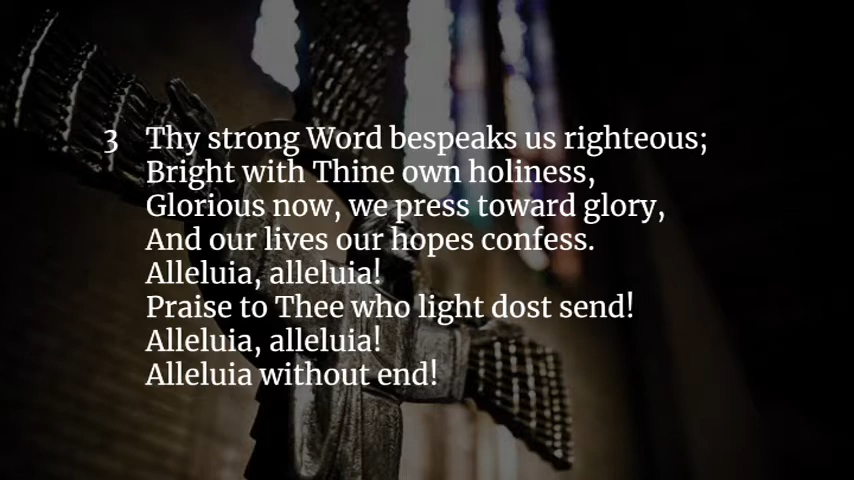 3 Thy strong Word bespeaks us righteous;
Bright with Thine own holiness,
Glorious now, we press toward glory,
And our lives our hopes confess.
Alleluia, alleluia!
Praise to Thee who light dost send!
Alleluia, alleluia!
Alleluia without end!